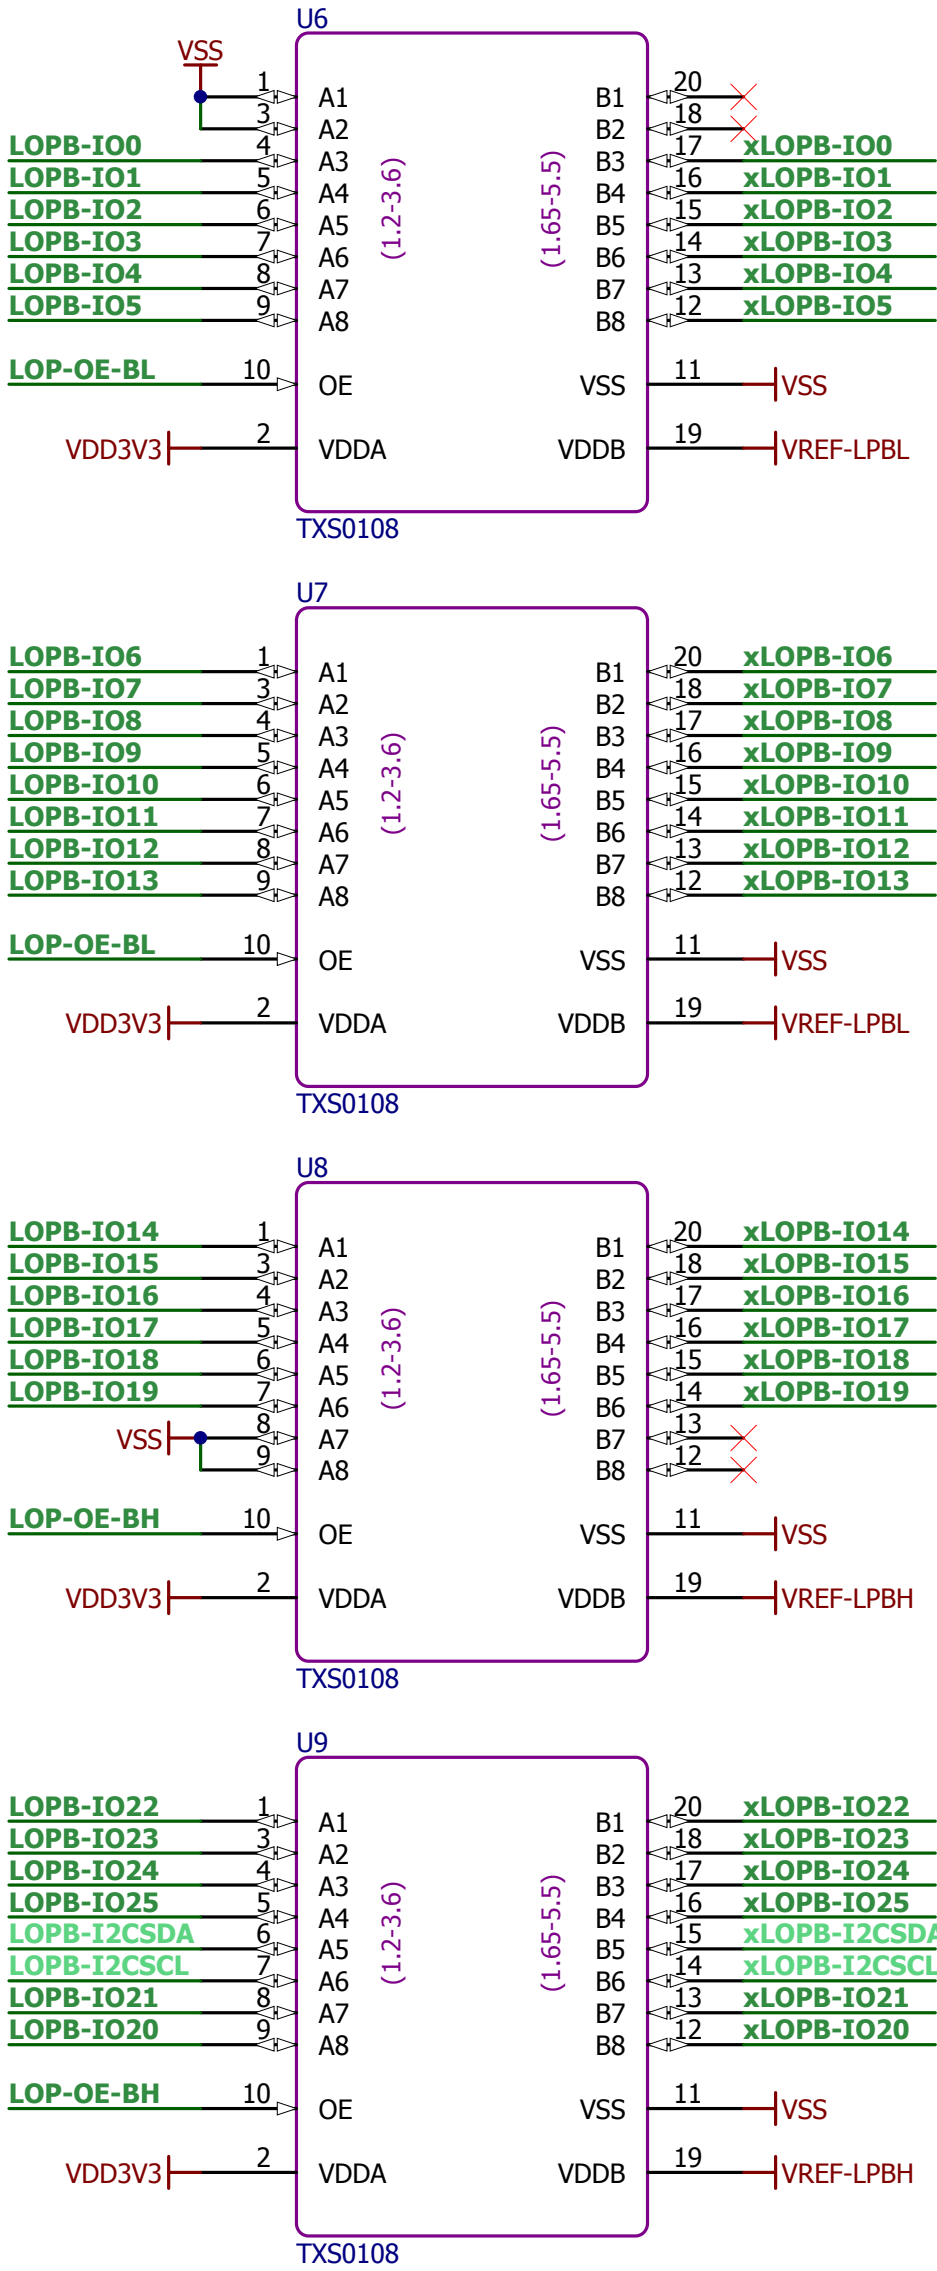 U6
VSS
1 A1 B1 20
3 A2 B2 18
LOPB-IO0 4 A3 B3 17 xLOPB-IO0
LOPB-IO1 5 A4 B4 16 xLOPB-IO1
LOPB-IO2 6 A5 B5 15 xLOPB-IO2
LOPB-IO3 7 A6 B6 14 xLOPB-IO3
LOPB-IO4 8 A7 B7 13 xLOPB-IO4
LOPB-IO5 9 A8 B8 12 xLOPB-IO5
(1.2-3.6) (1.65-5.5)
LOP-OE-BL 10 OE VSS 11 VSS
VDD3V3 2 VDDA VDDB 19 VREF-LPBL
TXS0108
U7
LOPB-IO6 1 A1 B1 20 xLOPB-IO6
LOPB-IO7 3 A2 B2 18 xLOPB-IO7
LOPB-IO8 4 A3 B3 17 xLOPB-IO8
LOPB-IO9 5 A4 B4 16 xLOPB-IO9
LOPB-IO10 6 A5 B5 15 xLOPB-IO10
LOPB-IO11 7 A6 B6 14 xLOPB-IO11
LOPB-IO12 8 A7 B7 13 xLOPB-IO12
LOPB-IO13 9 A8 B8 12 xLOPB-IO13
(1.2-3.6) (1.65-5.5)
LOP-OE-BL 10 OE VSS 11 VSS
VDD3V3 2 VDDA VDDB 19 VREF-LPBL
TXS0108
U8
LOPB-IO14 1 A1 B1 20 xLOPB-IO14
LOPB-IO15 3 A2 B2 18 xLOPB-IO15
LOPB-IO16 4 A3 B3 17 xLOPB-IO16
LOPB-IO17 5 A4 B4 16 xLOPB-IO17
LOPB-IO18 6 A5 B5 15 xLOPB-IO18
LOPB-IO19 7 A6 B6 14 xLOPB-IO19
VSS 8 A7 B7 13
9 A8 B8 12
(1.2-3.6) (1.65-5.5)
LOP-OE-BH 10 OE VSS 11 VSS
VDD3V3 2 VDDA VDDB 19 VREF-LPBH
TXS0108
U9
LOPB-IO22 1 A1 B1 20 xLOPB-IO22
LOPB-IO23 3 A2 B2 18 xLOPB-IO23
LOPB-IO24 4 A3 B3 17 xLOPB-IO24
LOPB-IO25 5 A4 B4 16 xLOPB-IO25
LOPB-I2CSDA 6 A5 B5 15 xLOPB-I2CSDA
LOPB-I2CSCL 7 A6 B6 14 xLOPB-I2CSCL
LOPB-IO21 8 A7 B7 13 xLOPB-IO21
LOPB-IO20 9 A8 B8 12 xLOPB-IO20
(1.2-3.6) (1.65-5.5)
LOP-OE-BH 10 OE VSS 11 VSS
VDD3V3 2 VDDA VDDB 19 VREF-LPBH
TXS0108